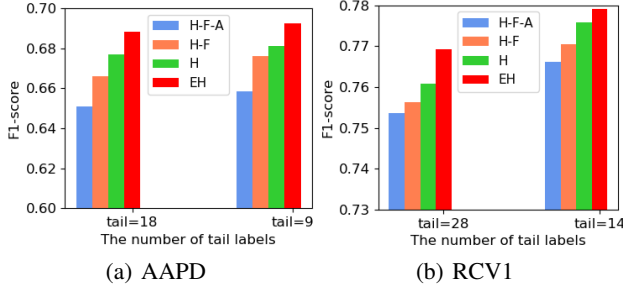 0.70
0.68
0.66
0.64
0.62
0.60
F1-score
H-F-A
H-F
H
EH
tail=18
tail=9
The number of tail labels
(a) AAPD
0.78
0.77
0.76
0.75
0.74
0.73
F1-score
H-F-A
H-F
H
EH
tail=28
tail=14
The number of tail labels
(b) RCV1